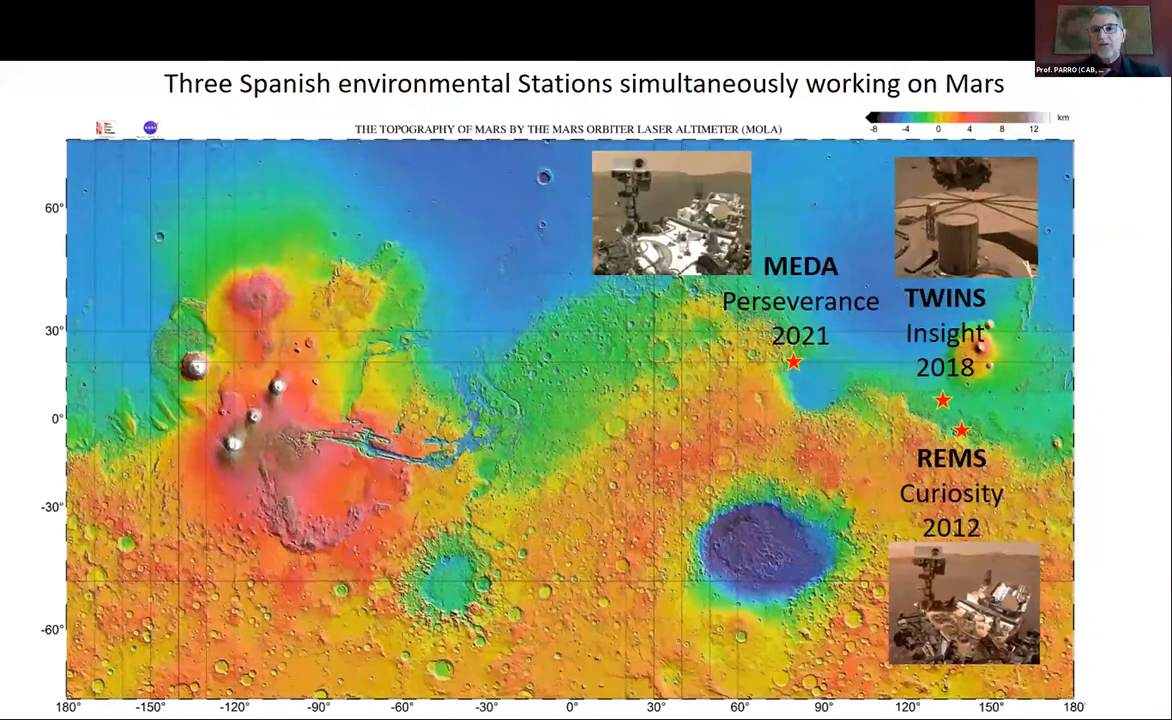 Prof. PARRO (CAB, ...
Three Spanish environmental Stations simultaneously working on Mars
THE TOPOGRAPHY OF MARS BY THE MARS ORBITER LASER ALTIMETER (MOLA)
km
-8 -4 0 4 8 12
MEDA
Perseverance
2021
TWINS
Insight
2018
REMS
Curiosity
2012
60°
30°
0°
-30°
-60°
180° -150° -120° -90° -60° -30° 0° 30° 60° 90° 120° 150° 180°